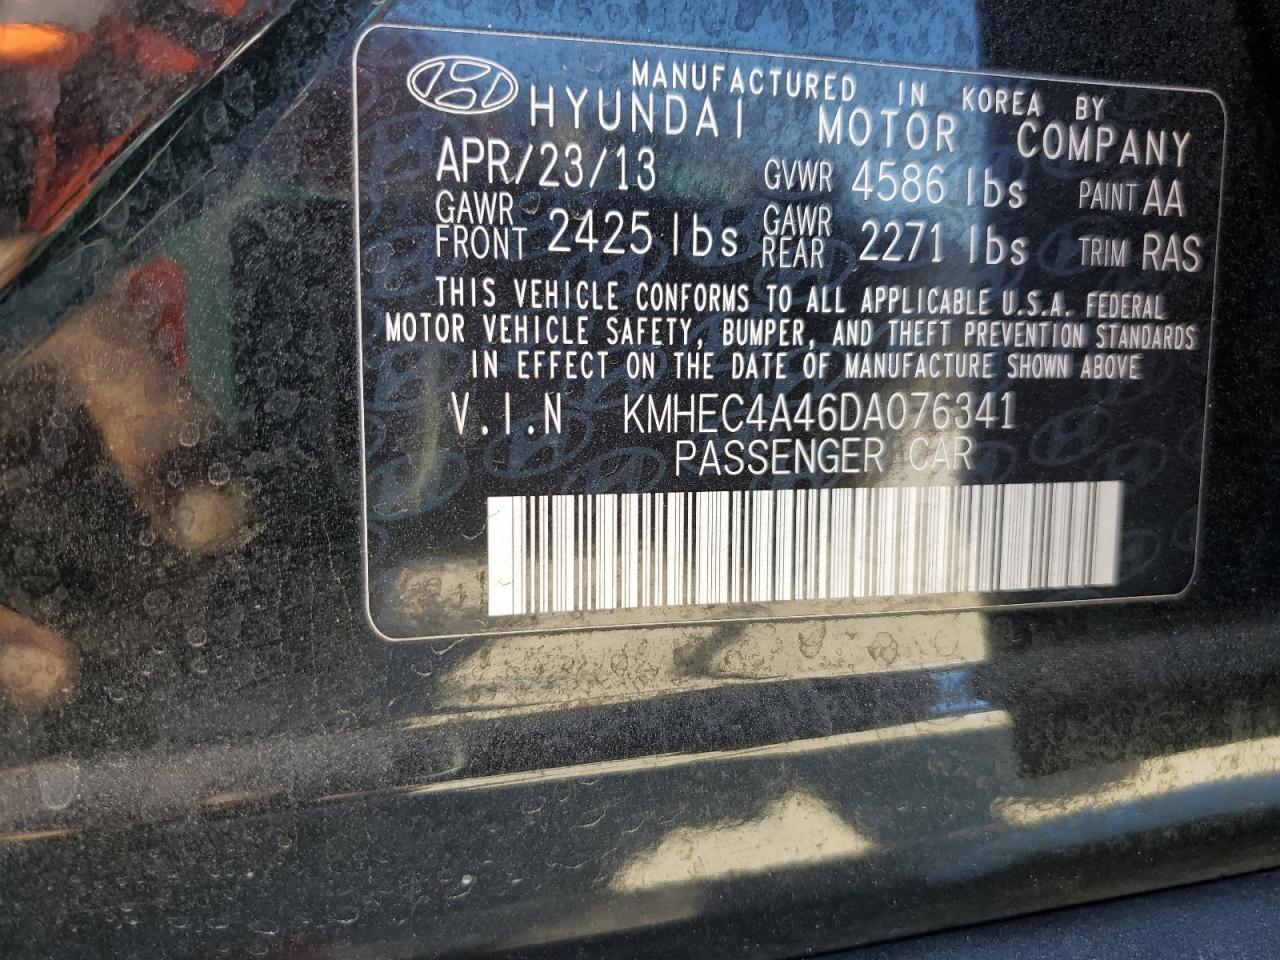 MANUFACTURED IN KOREA BY
HYUNDAI MOTOR COMPANY
APR/23/13 GVWR 4586 lbs PAINT AA
GAWR FRONT 2425 lbs GAWR REAR 2271 lbs TRIM RAS
THIS VEHICLE CONFORMS TO ALL APPLICABLE U.S.A. FEDERAL
MOTOR VEHICLE SAFETY, BUMPER, AND THEFT PREVENTION STANDARDS
IN EFFECT ON THE DATE OF MANUFACTURE SHOWN ABOVE
V.I.N KMHEC4A46DA076341
PASSENGER CAR